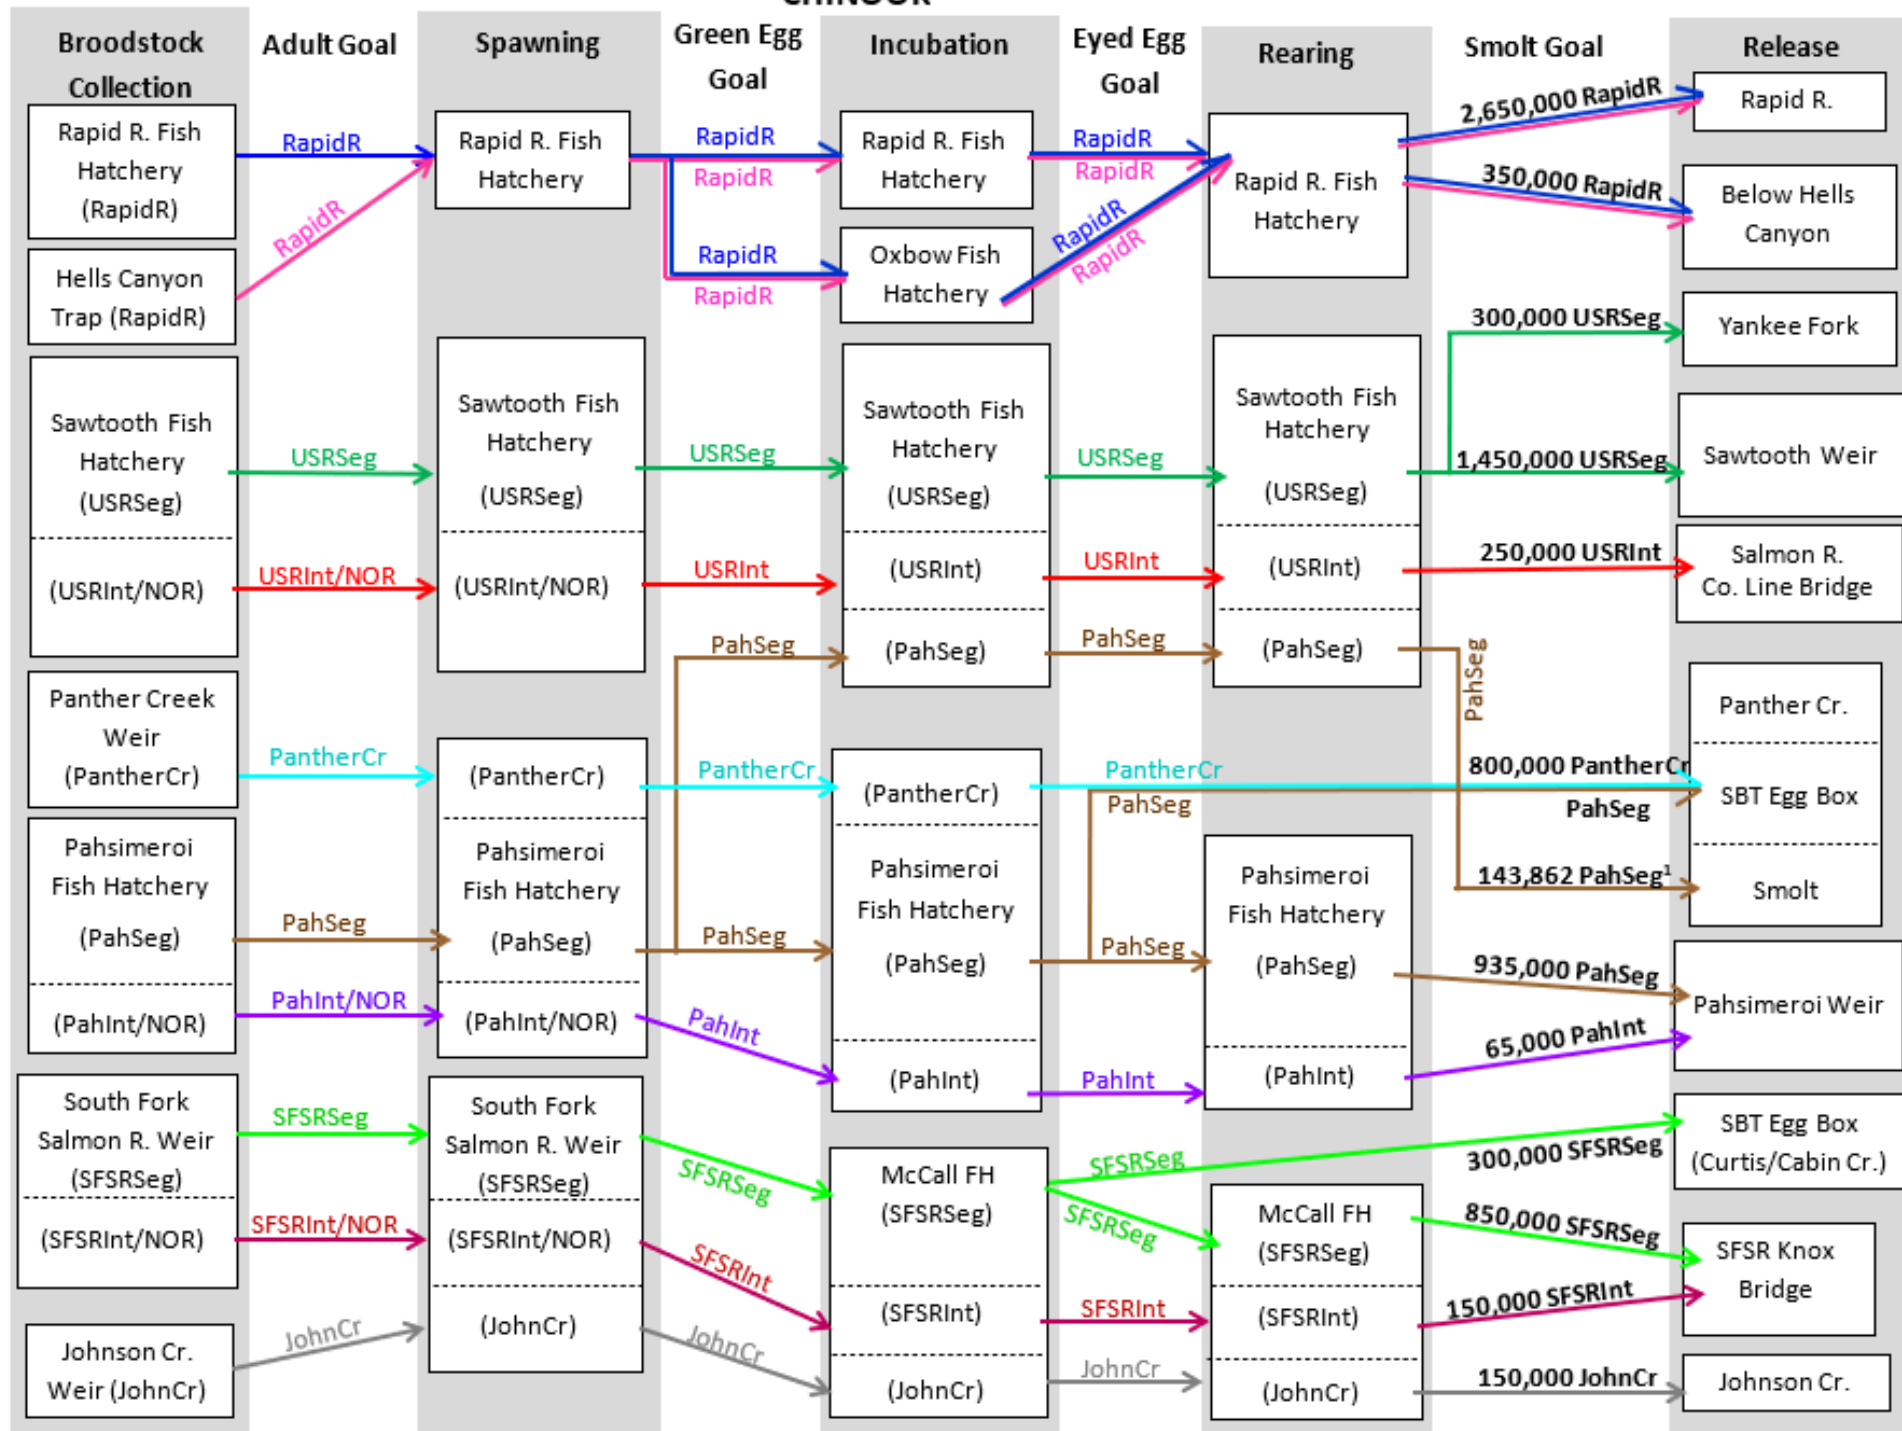 CHINOOK
Broodstock
Collection
Adult Goal
Spawning
Green Egg
Goal
Incubation
Eyed Egg
Goal
Rearing
Smolt Goal
Release
Rapid R. Fish
Hatchery
(RapidR)
RapidR
Rapid R. Fish
Hatchery
RapidR
RapidR
Rapid R. Fish
Hatchery
RapidR
RapidR
Rapid R. Fish
Hatchery
2,650,000 RapidR
Rapid R.
350,000 RapidR
Below Hells
Canyon
Hells Canyon
Trap (RapidR)
RapidR
RapidR
RapidR
Oxbow Fish
Hatchery
RapidR
RapidR
Sawtooth Fish
Hatchery
(USRSeg)
USRSeg
Sawtooth Fish
Hatchery
(USRSeg)
USRSeg
Sawtooth Fish
Hatchery
(USRSeg)
USRSeg
Sawtooth Fish
Hatchery
(USRSeg)
300,000 USRSeg
Yankee Fork
1,450,000 USRSeg
Sawtooth Weir
(USRInt/NOR)
USRInt/NOR
(USRInt/NOR)
USRInt
(USRInt)
USRInt
(USRInt)
250,000 USRInt
Salmon R.
Co. Line Bridge
PahSeg
(PahSeg)
PahSeg
(PahSeg)
PahSeg
Panther Creek
Weir
(PantherCr)
PantherCr
(PantherCr)
PantherCr
(PantherCr)
PantherCr
PahSeg
800,000 PantherCr
PahSeg
Panther Cr.
SBT Egg Box
143,862 PahSeg¹
Smolt
Pahsimeroi
Fish Hatchery
(PahSeg)
PahSeg
Pahsimeroi
Fish Hatchery
(PahSeg)
PahSeg
Pahsimeroi
Fish Hatchery
(PahSeg)
PahSeg
Pahsimeroi
Fish Hatchery
(PahSeg)
935,000 PahSeg
Pahsimeroi Weir
(PahInt/NOR)
PahInt/NOR
(PahInt/NOR)
PahInt
(PahInt)
PahInt
(PahInt)
65,000 PahInt
South Fork
Salmon R. Weir
(SFSRSeg)
SFSRSeg
South Fork
Salmon R. Weir
(SFSRSeg)
SFSRSeg
McCall FH
(SFSRSeg)
SFSRSeg
300,000 SFSRSeg
SBT Egg Box
(Curtis/Cabin Cr.)
SFSRSeg
McCall FH
(SFSRSeg)
850,000 SFSRSeg
SFSR Knox
Bridge
(SFSRInt/NOR)
SFSRInt/NOR
(SFSRInt/NOR)
SFSRInt
(SFSRInt)
SFSRInt
(SFSRInt)
150,000 SFSRInt
Johnson Cr.
Weir (JohnCr)
JohnCr
(JohnCr)
JohnCr
(JohnCr)
JohnCr
(JohnCr)
150,000 JohnCr
Johnson Cr.